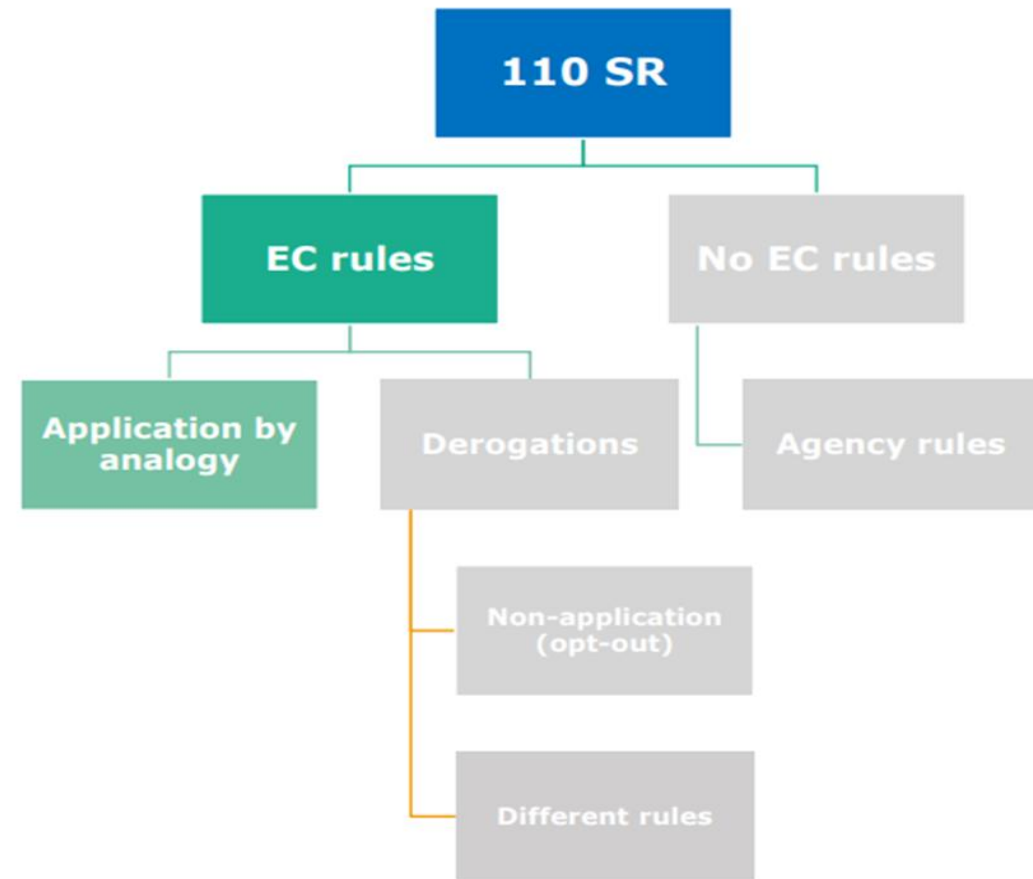 110 SR
EC rules
No EC rules
Application by
analogy
Derogations
Agency rules
Non-application
(opt-out)
Different rules